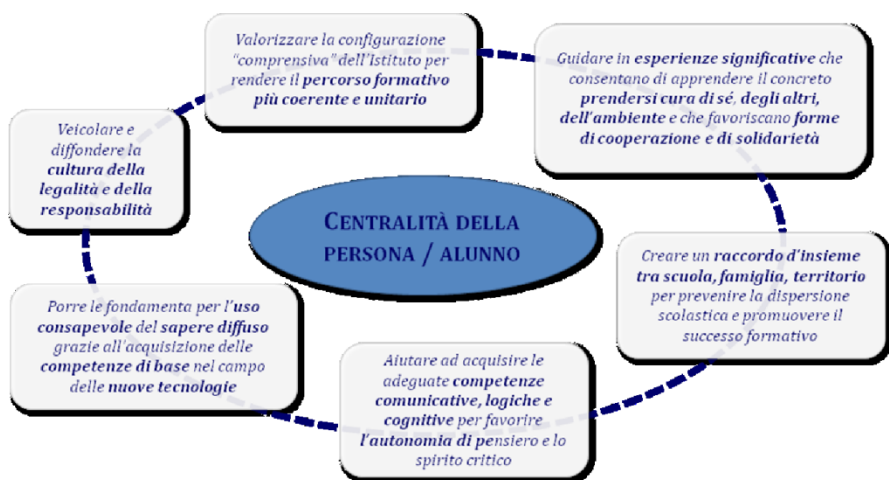 Valorizzare la configurazione
"comprensiva" dell'Istituto per
rendere il percorso formativo
più coerente e unitario
Guidare in esperienze significative che
consentano di apprendere il concreto
prendersi cura di sé, degli altri,
dell'ambiente e che favoriscano forme
di cooperazione e di solidarietà
Veicolare e
diffondere la
cultura della
legalità e della
responsabilità
CENTRALITÀ DELLA
PERSONA / ALUNNO
Creare un raccordo d'insieme
tra scuola, famiglia, territorio
per prevenire la dispersione
scolastica e promuovere il
successo formativo
Porre le fondamenta per l'uso
consapevole del sapere diffuso
grazie all'acquisizione delle
competenze di base nel campo
delle nuove tecnologie
Aiutare ad acquisire le
adeguate competenze
comunicative, logiche e
cognitive per favorire
l'autonomia di pensiero e lo
spirito critico